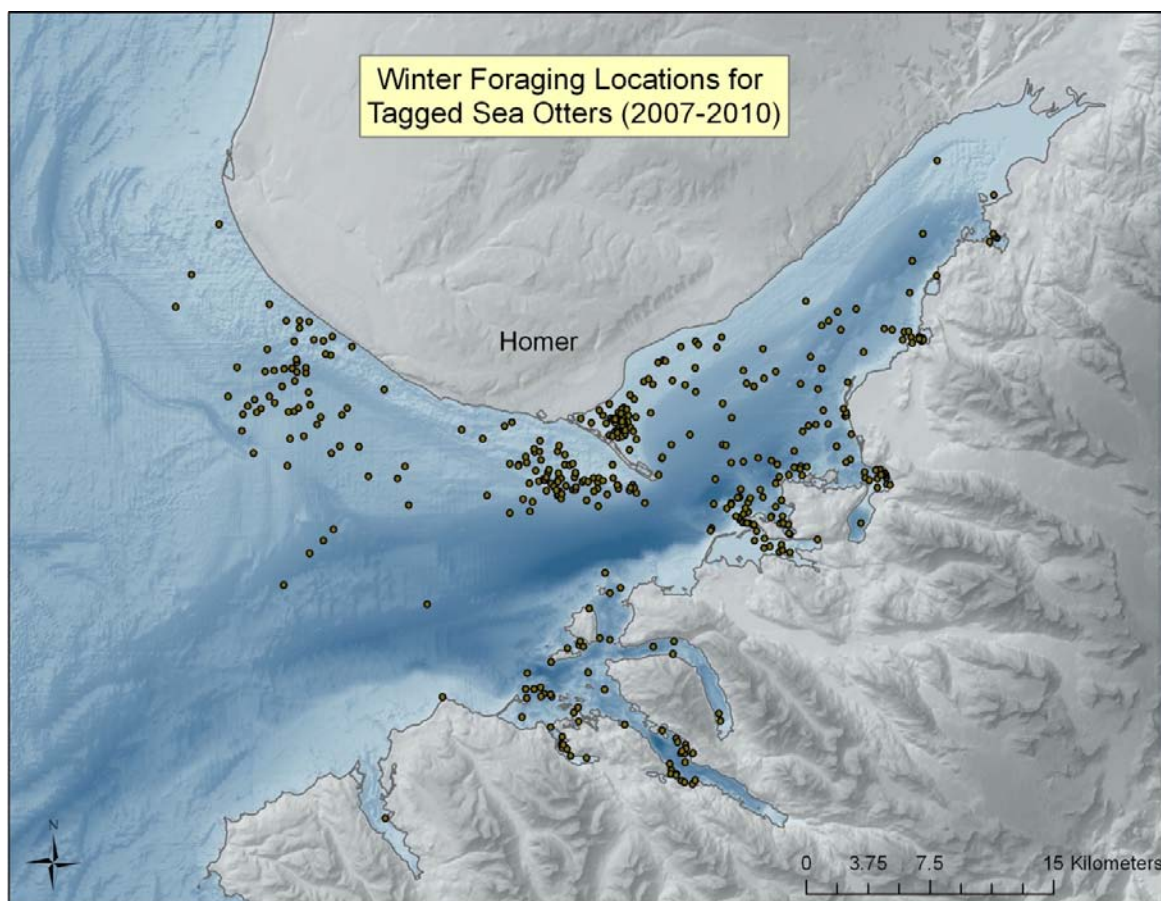 Winter Foraging Locations for
Tagged Sea Otters (2007-2010)
Homer
N
0 3.75 7.5 15 Kilometers